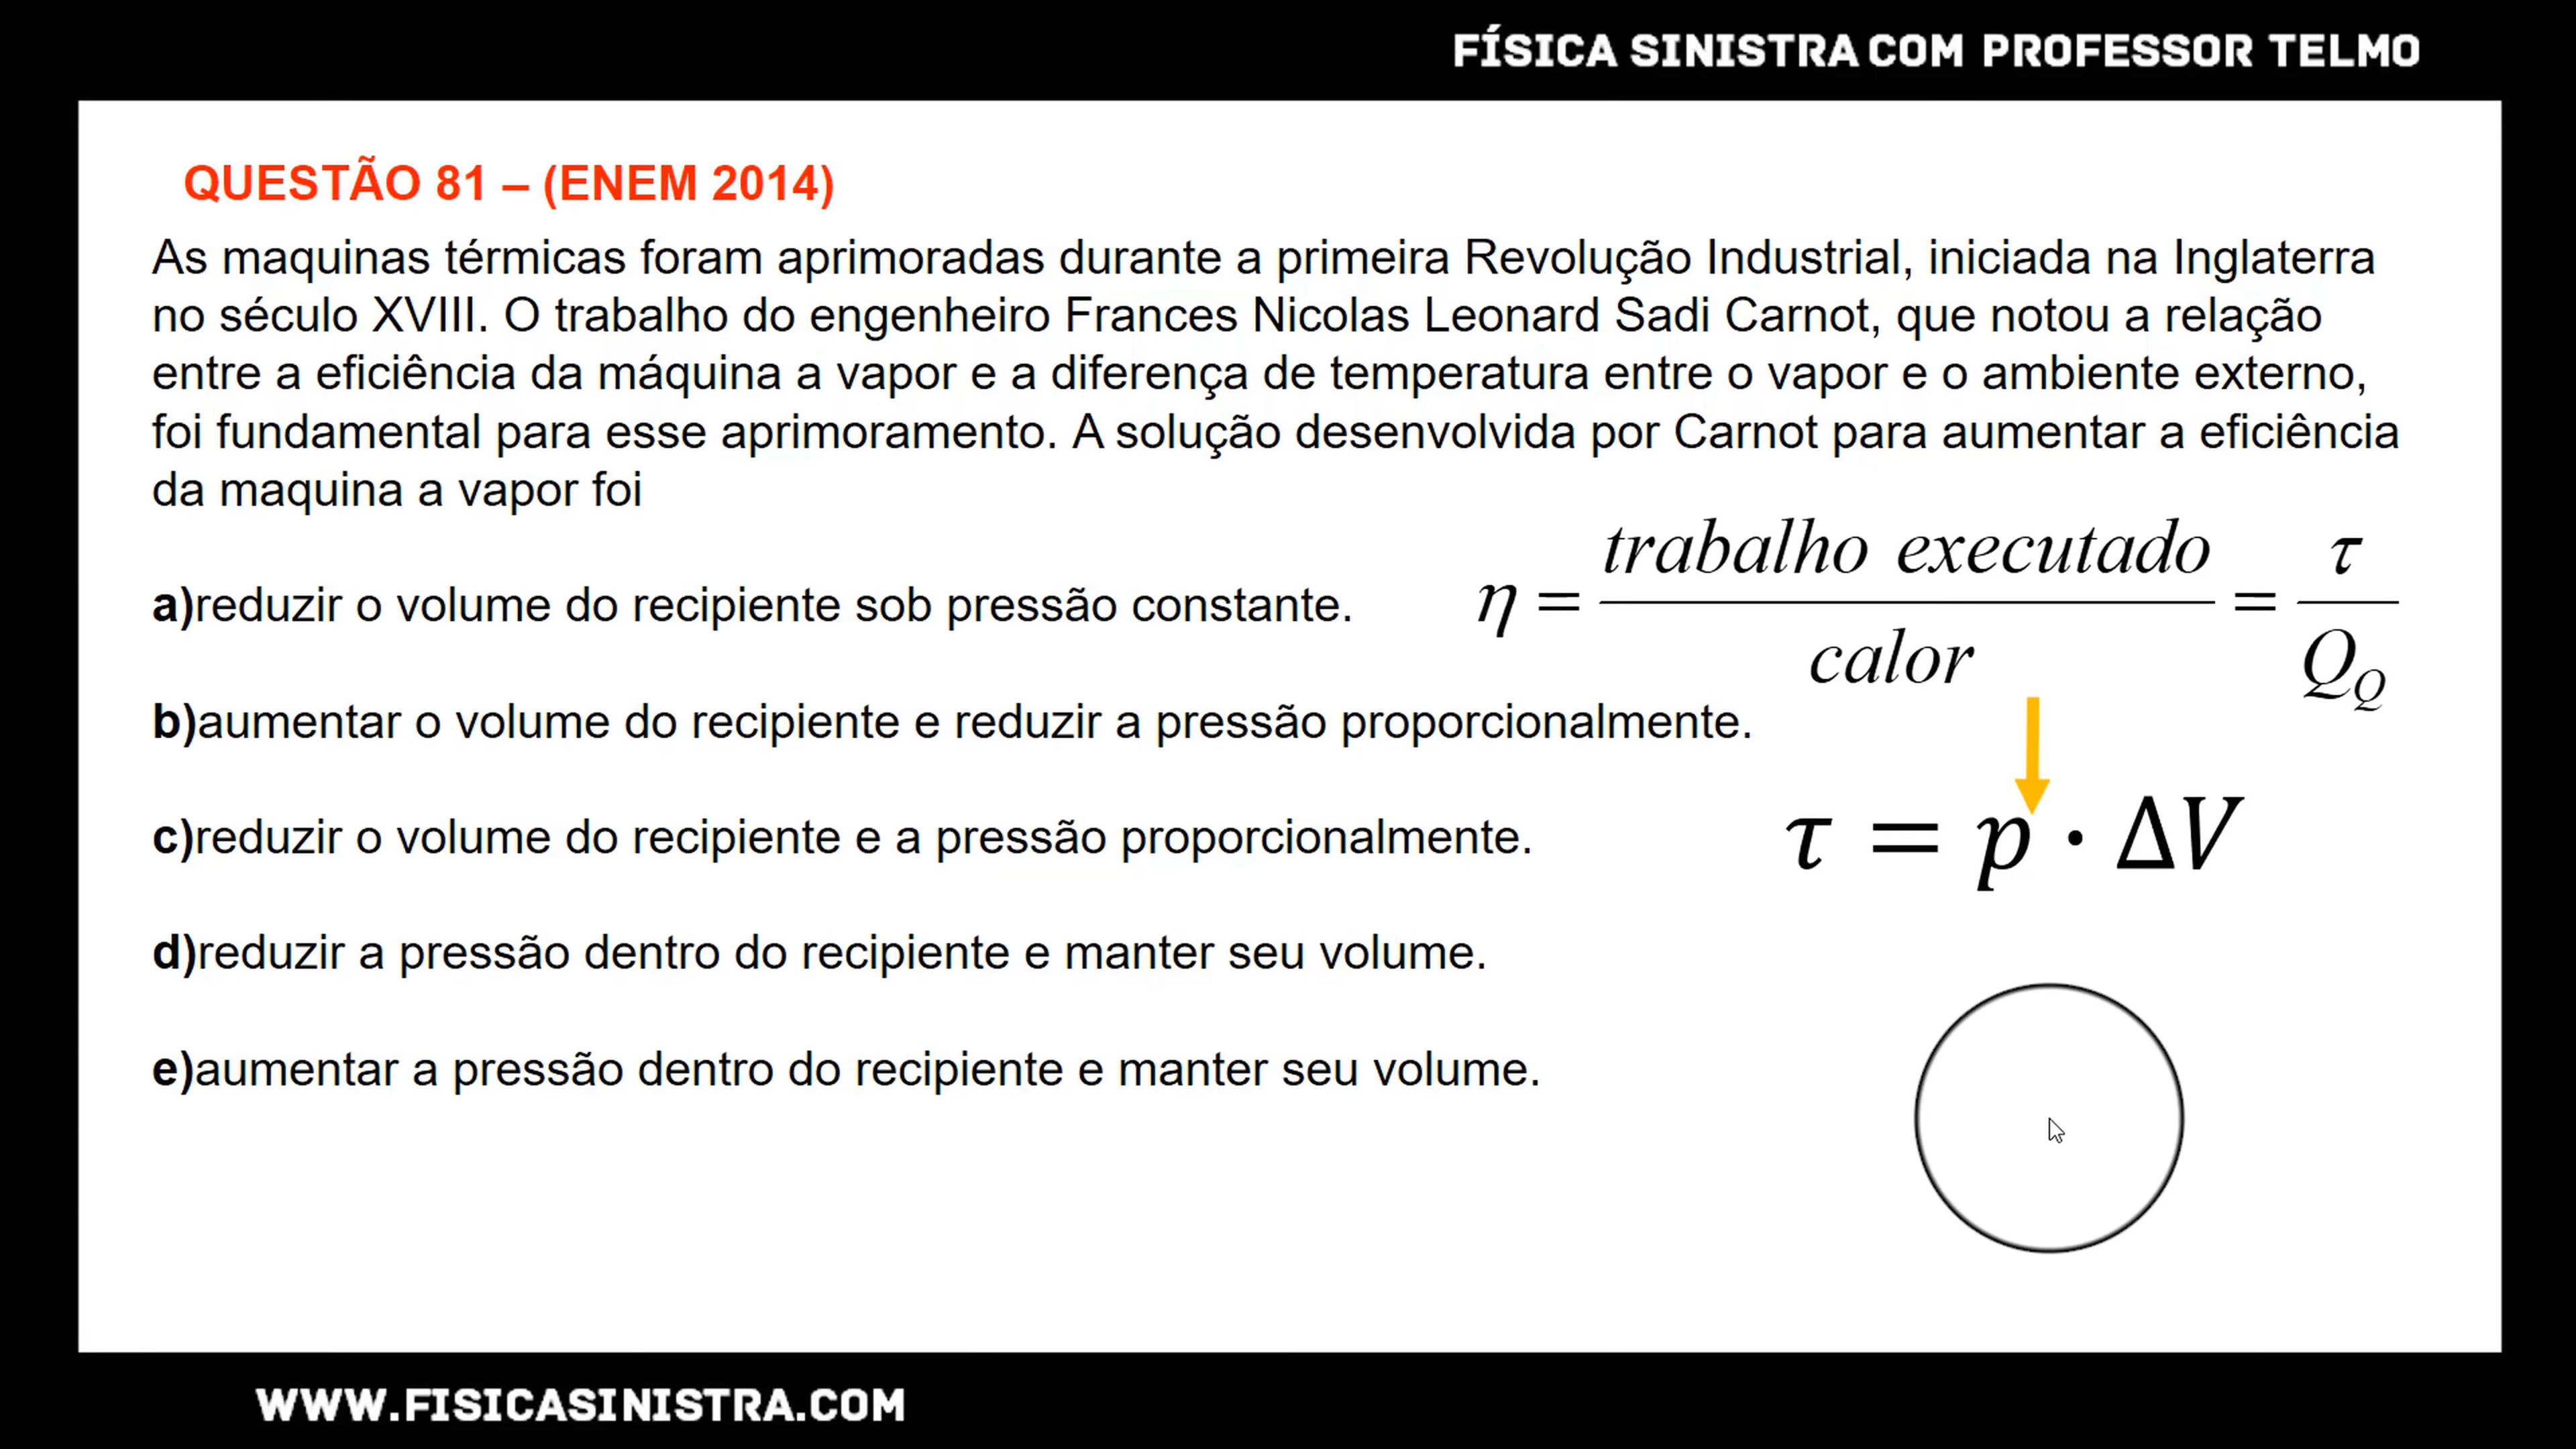 FÍSICA SINISTRA COM PROFESSOR TELMO
QUESTÃO 81 – (ENEM 2014)
As maquinas térmicas foram aprimoradas durante a primeira Revolução Industrial, iniciada na Inglaterra
no século XVIII. O trabalho do engenheiro Frances Nicolas Leonard Sadi Carnot, que notou a relação
entre a eficiência da máquina a vapor e a diferença de temperatura entre o vapor e o ambiente externo,
foi fundamental para esse aprimoramento. A solução desenvolvida por Carnot para aumentar a eficiência
da maquina a vapor foi
a)reduzir o volume do recipiente sob pressão constante.
b)aumentar o volume do recipiente e reduzir a pressão proporcionalmente.
c)reduzir o volume do recipiente e a pressão proporcionalmente.
d)reduzir a pressão dentro do recipiente e manter seu volume.
e)aumentar a pressão dentro do recipiente e manter seu volume.
η = trabalho executado / calor = τ / Q_Q
τ = p · ΔV
WWW.FISICASINISTRA.COM